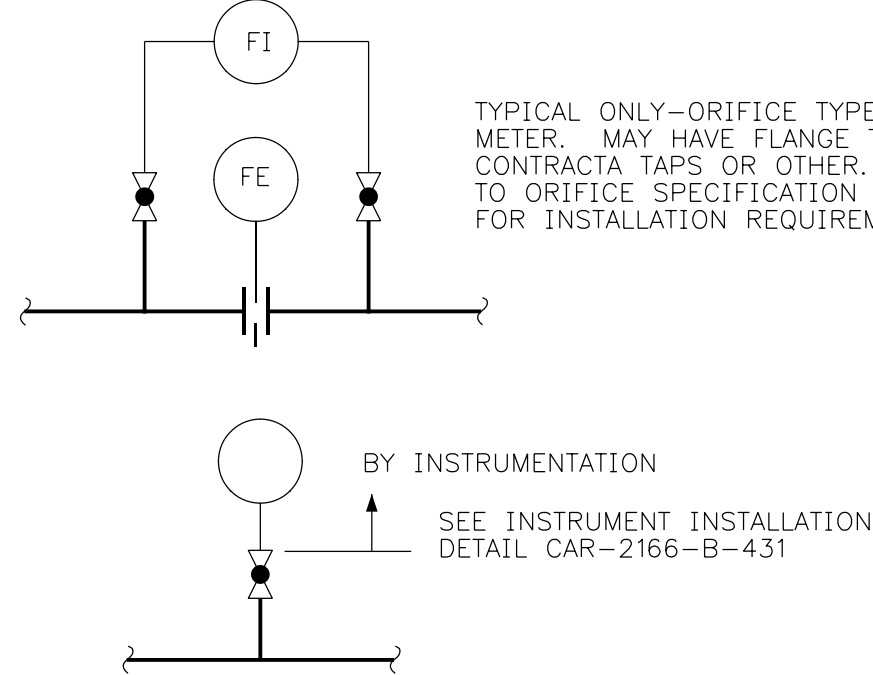 FI
FE
TYPICAL ONLY-ORIFICE TYPE
METER. MAY HAVE FLANGE
CONTRACTA TAPS OR OTHER.
TO ORIFICE SPECIFICATION
FOR INSTALLATION
BY INSTRUMENTATION
SEE INSTRUMENT INSTALLATION
DETAIL CAR-2166-B-431